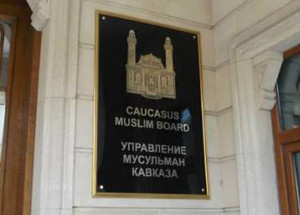 CAUCASUS
MUSLIM BOARD
УПРАВЛЕНИЕ
МУСУЛЬМАН
КАВКАЗА